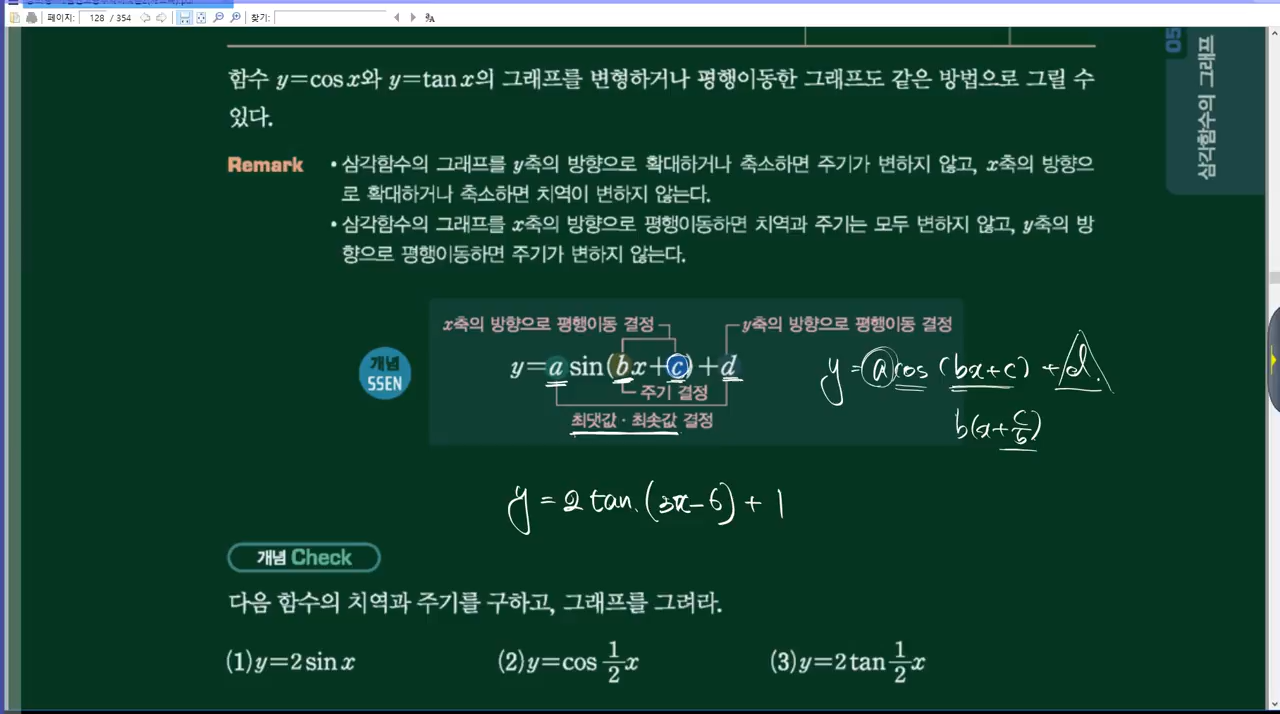 페이지: 128 / 354 찾기:
05 삼각함수의 그래프
함수 y=cos x와 y=tan x의 그래프를 변형하거나 평행이동한 그래프도 같은 방법으로 그릴 수
있다.
Remark • 삼각함수의 그래프를 y축의 방향으로 확대하거나 축소하면 주기가 변하지 않고, x축의 방향으
로 확대하거나 축소하면 치역이 변하지 않는다.
• 삼각함수의 그래프를 x축의 방향으로 평행이동하면 치역과 주기는 모두 변하지 않고, y축의 방
향으로 평행이동하면 주기가 변하지 않는다.
x축의 방향으로 평행이동 결정 y축의 방향으로 평행이동 결정
개념 SSEN
y=a sin(bx+c)+d
주기 결정
최댓값·최솟값 결정
y = a cos (bx+c) + d.
b(x+c/b)
y = 2 tan. (3x-6) + 1
개념 Check
다음 함수의 치역과 주기를 구하고, 그래프를 그려라.
(1) y=2 sin x (2) y=cos 1/2 x (3) y=2 tan 1/2 x